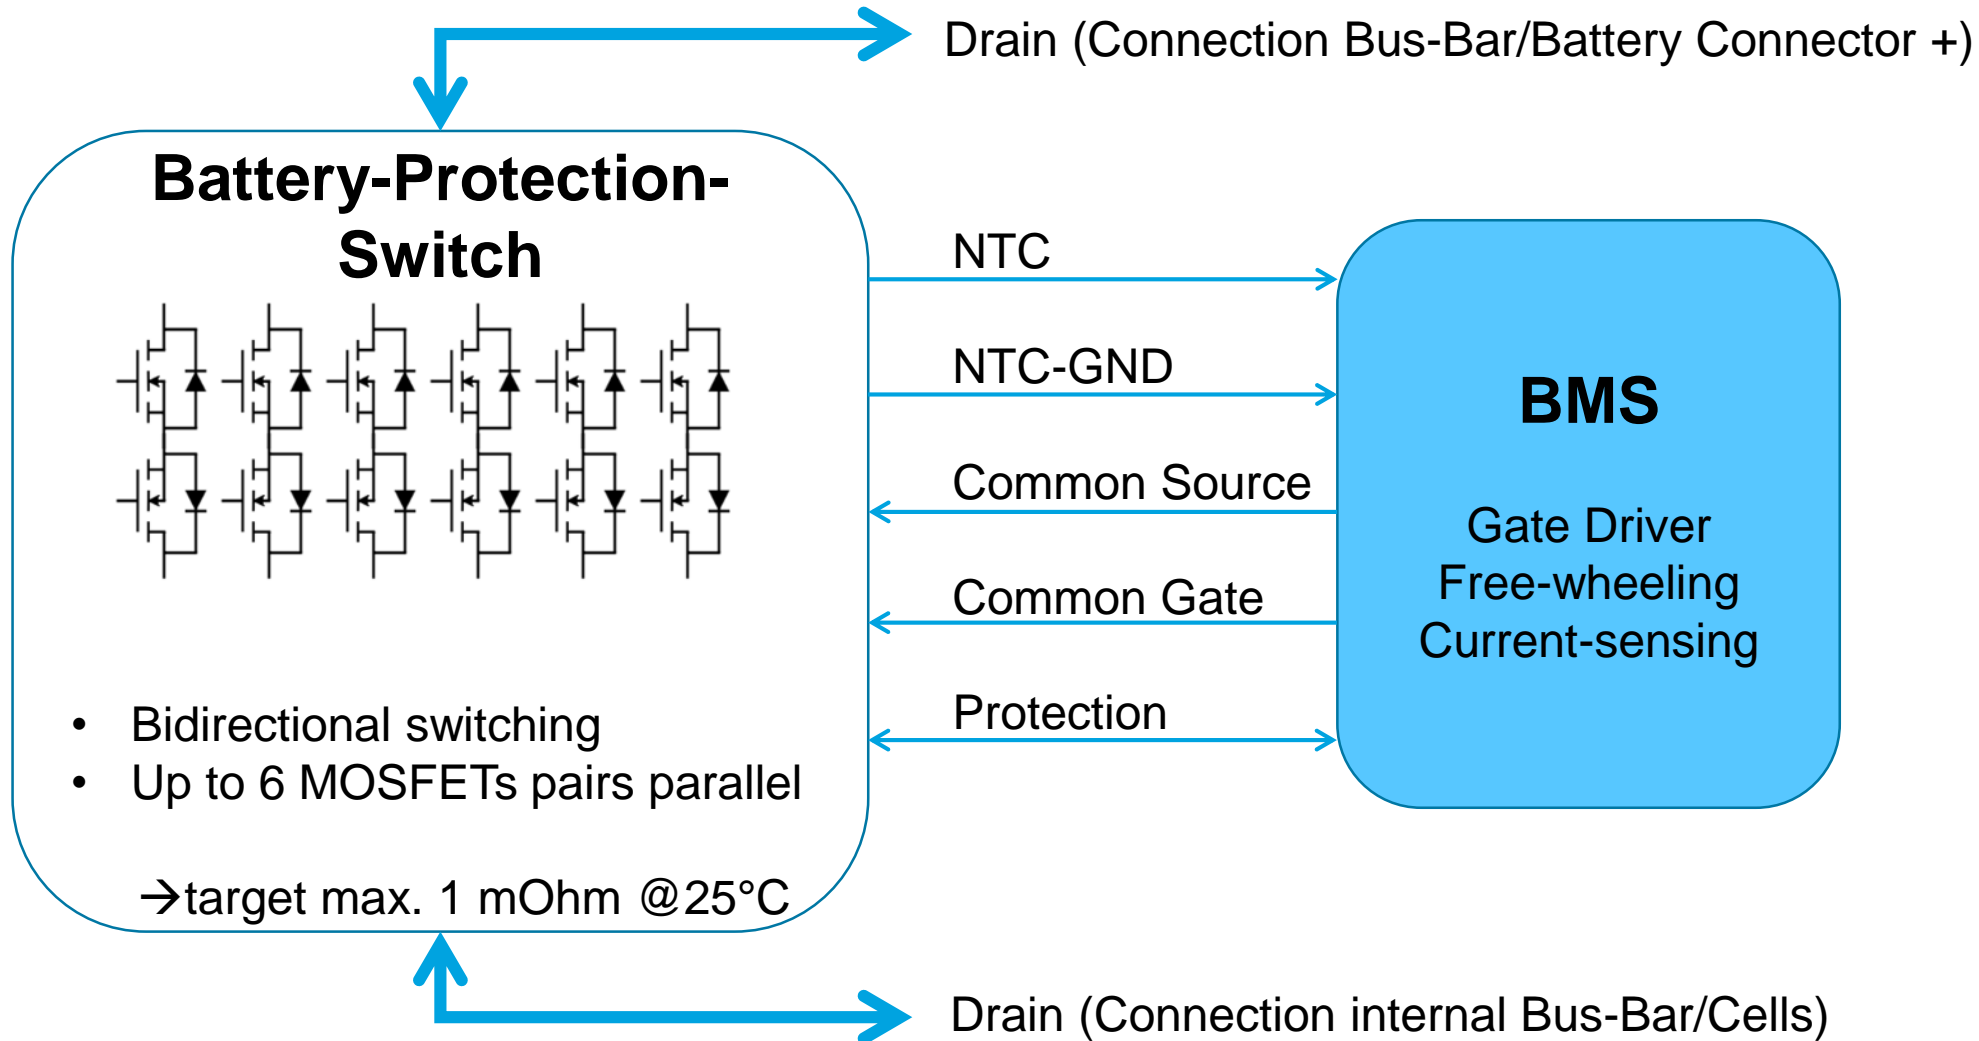 Drain (Connection Bus-Bar/Battery Connector +)
Battery-Protection-
Switch
• Bidirectional switching
• Up to 6 MOSFETs pairs parallel
→target max. 1 mOhm @25°C
NTC
NTC-GND
Common Source
Common Gate
Protection
BMS
Gate Driver
Free-wheeling
Current-sensing
Drain (Connection internal Bus-Bar/Cells)